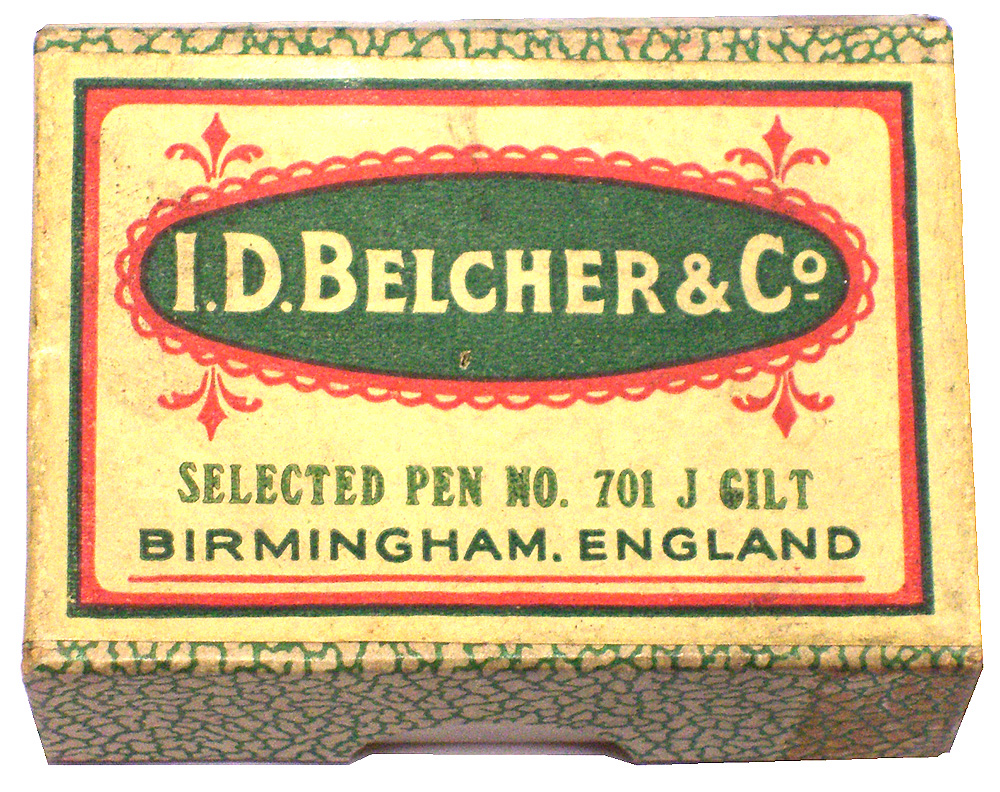 I.D. BELCHER & Cº
SELECTED PEN NO. 701 J GILT
BIRMINGHAM. ENGLAND